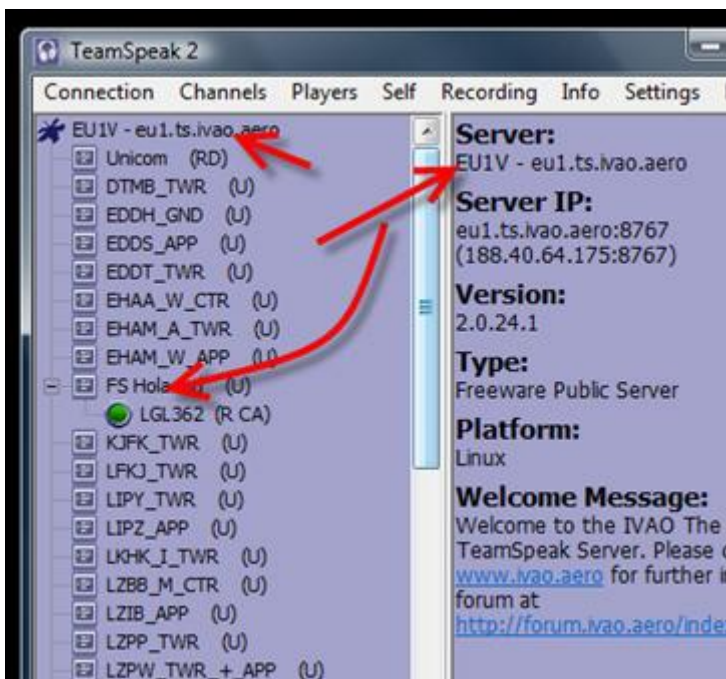 TeamSpeak 2
Connection Channels Players Self Recording Info Settings
EU1V - eu1.ts.ivao.aero
Unicom (RD)
DTMB_TWR (U)
EDDH_GND (U)
EDDS_APP (U)
EDDT_TWR (U)
EHAA_W_CTR (U)
EHAM_A_TWR (U)
EHAM_W_APP (U)
FS (U)
LGL362 (R CA)
KJFK_TWR (U)
LFKJ_TWR (U)
LIPY_TWR (U)
LIPZ_APP (U)
LKHK_I_TWR (U)
LZBB_M_CTR (U)
LZIB_APP (U)
LZPP_TWR (U)
LZPW_TWR_+_APP (U)
Server:
EU1V - eu1.ts.ivao.aero
Server IP:
eu1.ts.ivao.aero:8767
(188.40.64.175:8767)
Version:
2.0.24.1
Type:
Freeware Public Server
Platform:
Linux
Welcome Message:
Welcome to the IVAO The
TeamSpeak Server. Please
www.ivao.aero for further
forum at
http://forum.ivao.aero/inde